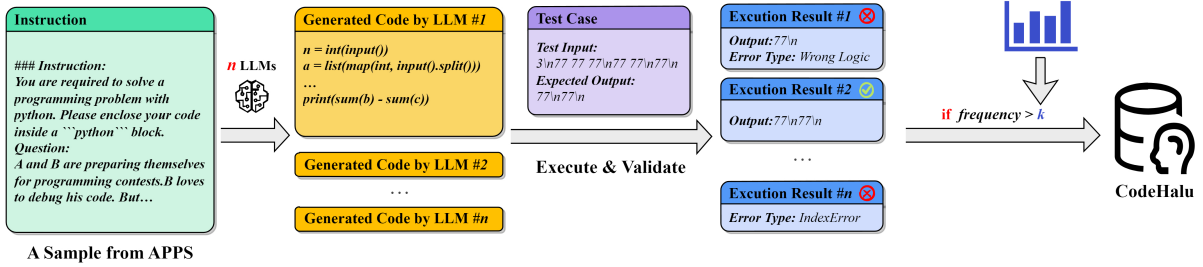 Instruction
### Instruction:
You are required to solve a
programming problem with
python. Please enclose your code
inside a ```python``` block.
Question:
A and B are preparing themselves
for programming contests.B loves
to debug his code. But…
A Sample from APPS
n LLMs
Generated Code by LLM #1
n = int(input())
a = list(map(int, input().split()))
…
print(sum(b) - sum(c))
Generated Code by LLM #2
…
Generated Code by LLM #n
Test Case
Test Input:
3\n77 77 77\n77 77\n77\n
Expected Output:
77\n77\n
Execute & Validate
Excution Result #1
Output:77\n
Error Type: Wrong Logic
Excution Result #2
Output:77\n77\n
…
Excution Result #n
Error Type: IndexError
if frequency > k
CodeHalu